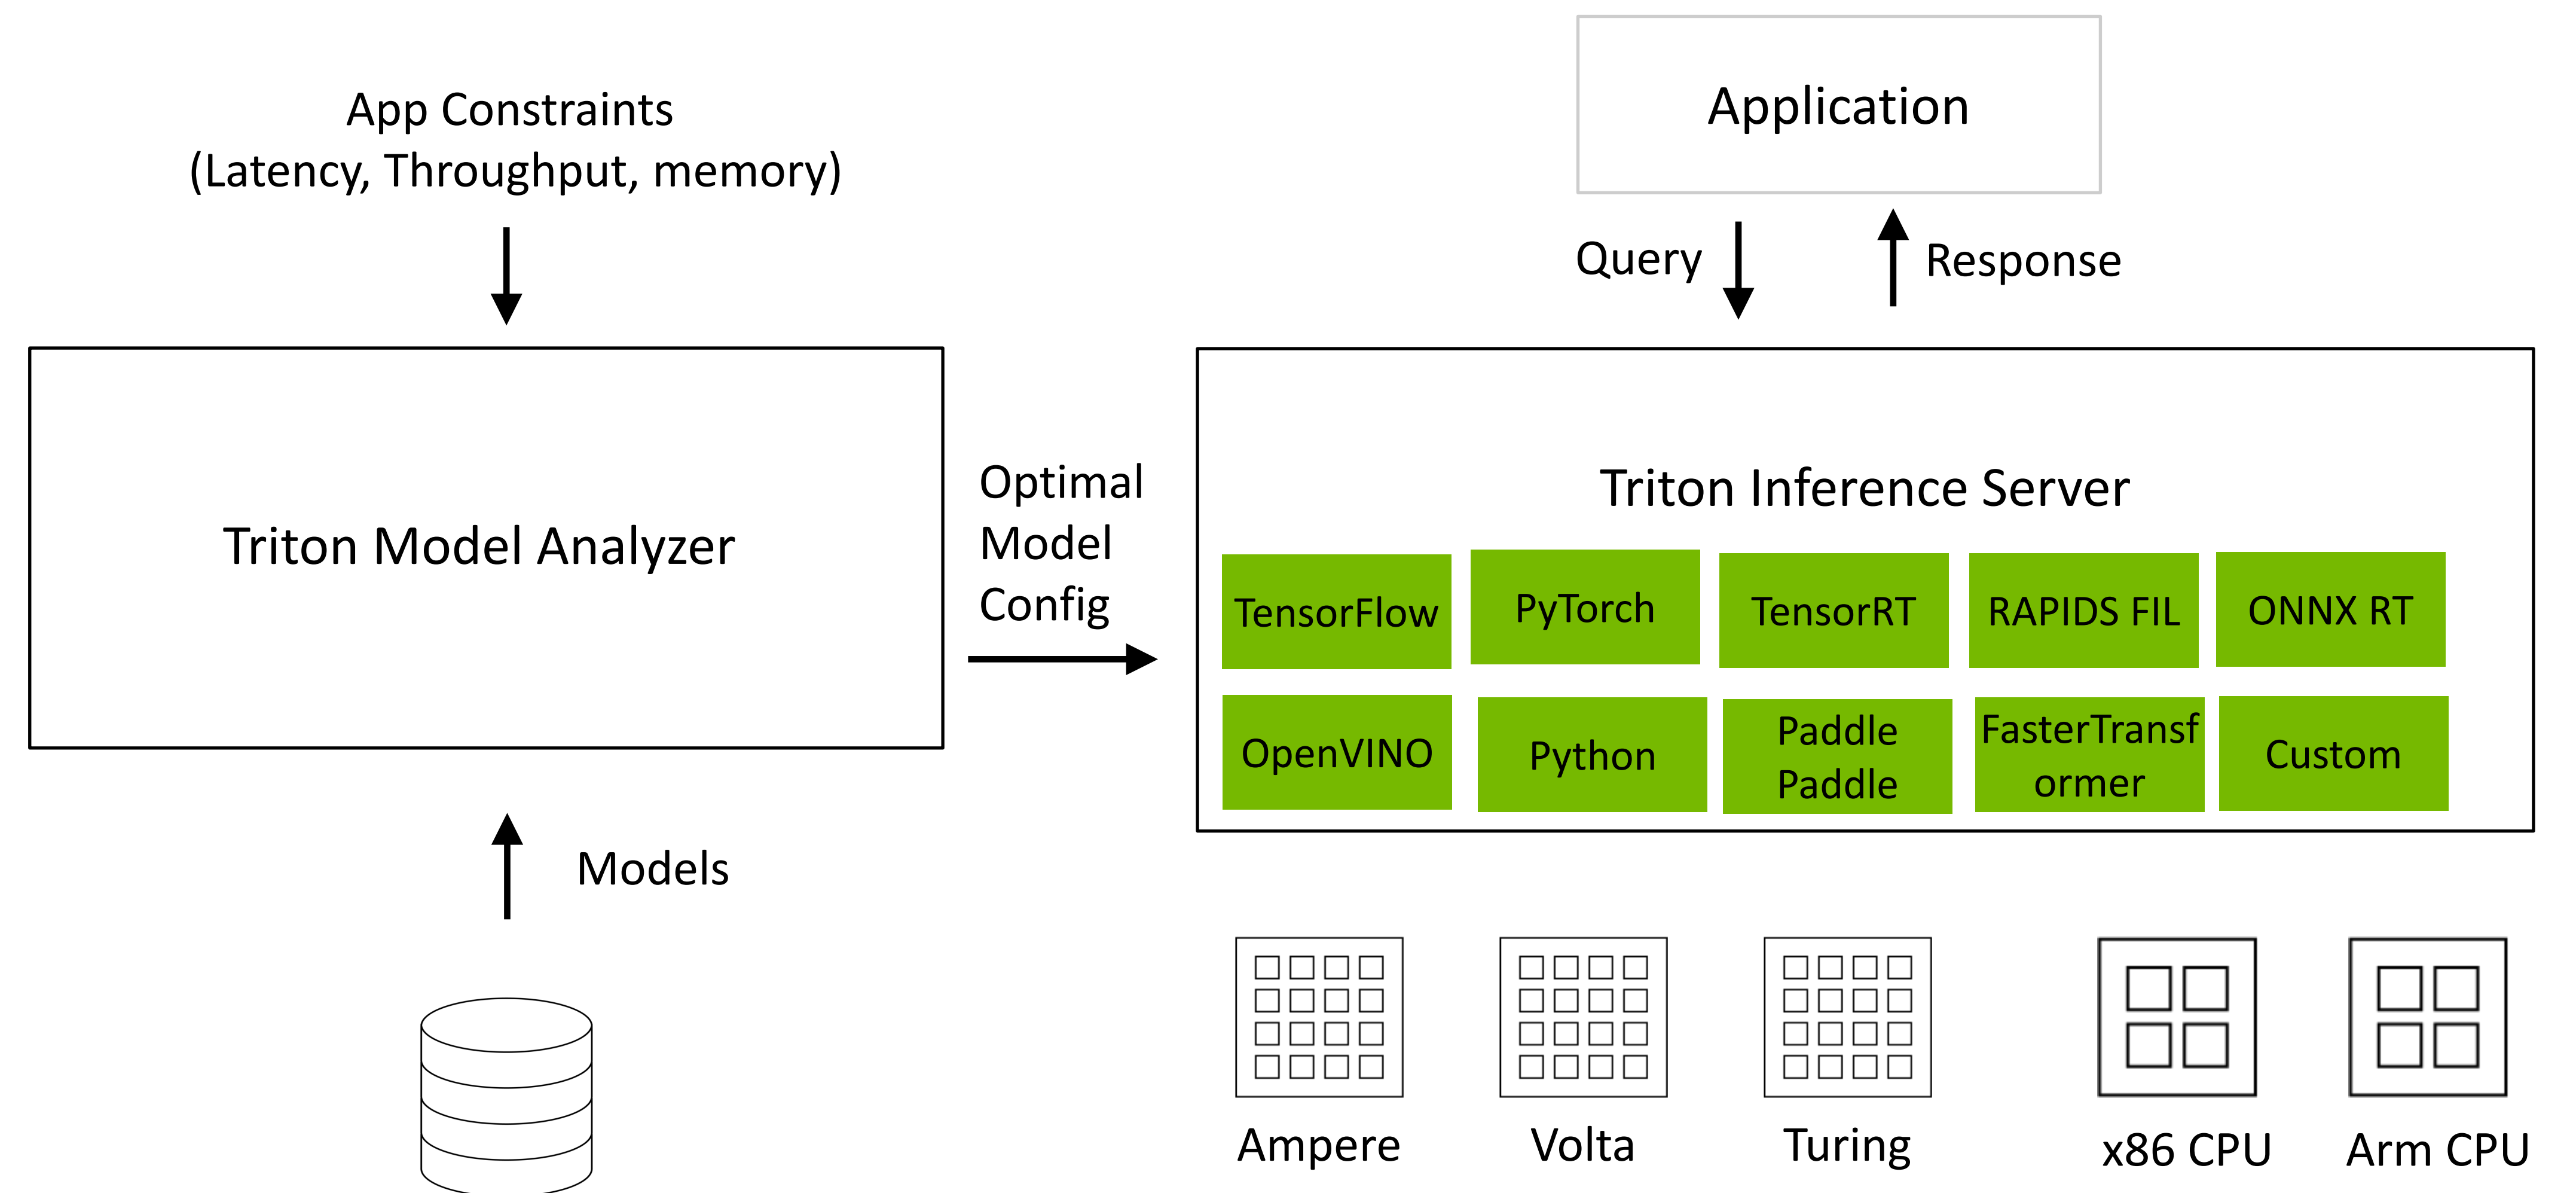 App Constraints
(Latency, Throughput, memory)
Triton Model Analyzer
Models
Optimal
Model
Config
Application
Query
Response
Triton Inference Server
TensorFlow
PyTorch
TensorRT
RAPIDS FIL
ONNX RT
OpenVINO
Python
Paddle
Paddle
FasterTransf
ormer
Custom
Ampere
Volta
Turing
x86 CPU
Arm CPU